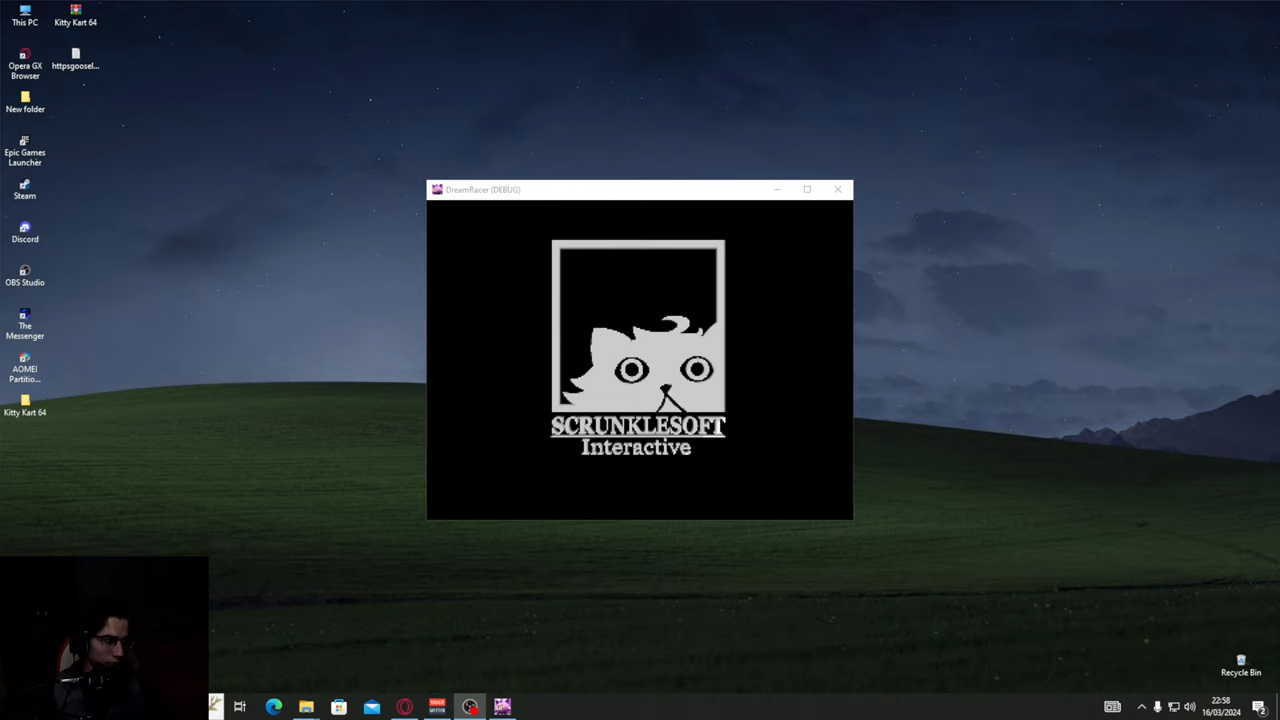 This PC
Kitty Kart 64
Opera GX
Browser
httpsgoosel...
New folder
Epic Games
Launcher
Steam
Discord
OBS Studio
The
Messenger
AOMEI
Partitio...
Kitty Kart 64
DreamRacer (DEBUG)
SCRUNKLESOFT
Interactive
Recycle Bin
22:58
16/03/2024
2